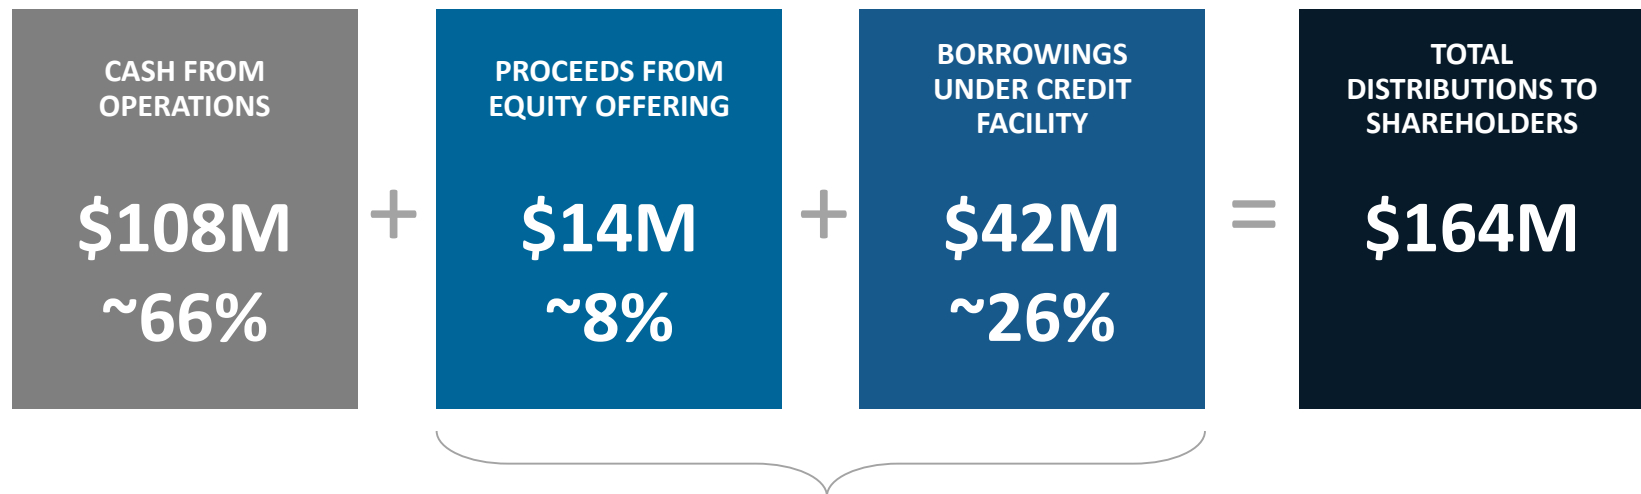 CASH FROM
OPERATIONS
$108M
~66%
+
PROCEEDS FROM
EQUITY OFFERING
$14M
~8%
+
BORROWINGS
UNDER CREDIT
FACILITY
$42M
~26%
=
TOTAL
DISTRIBUTIONS TO
SHAREHOLDERS
$164M